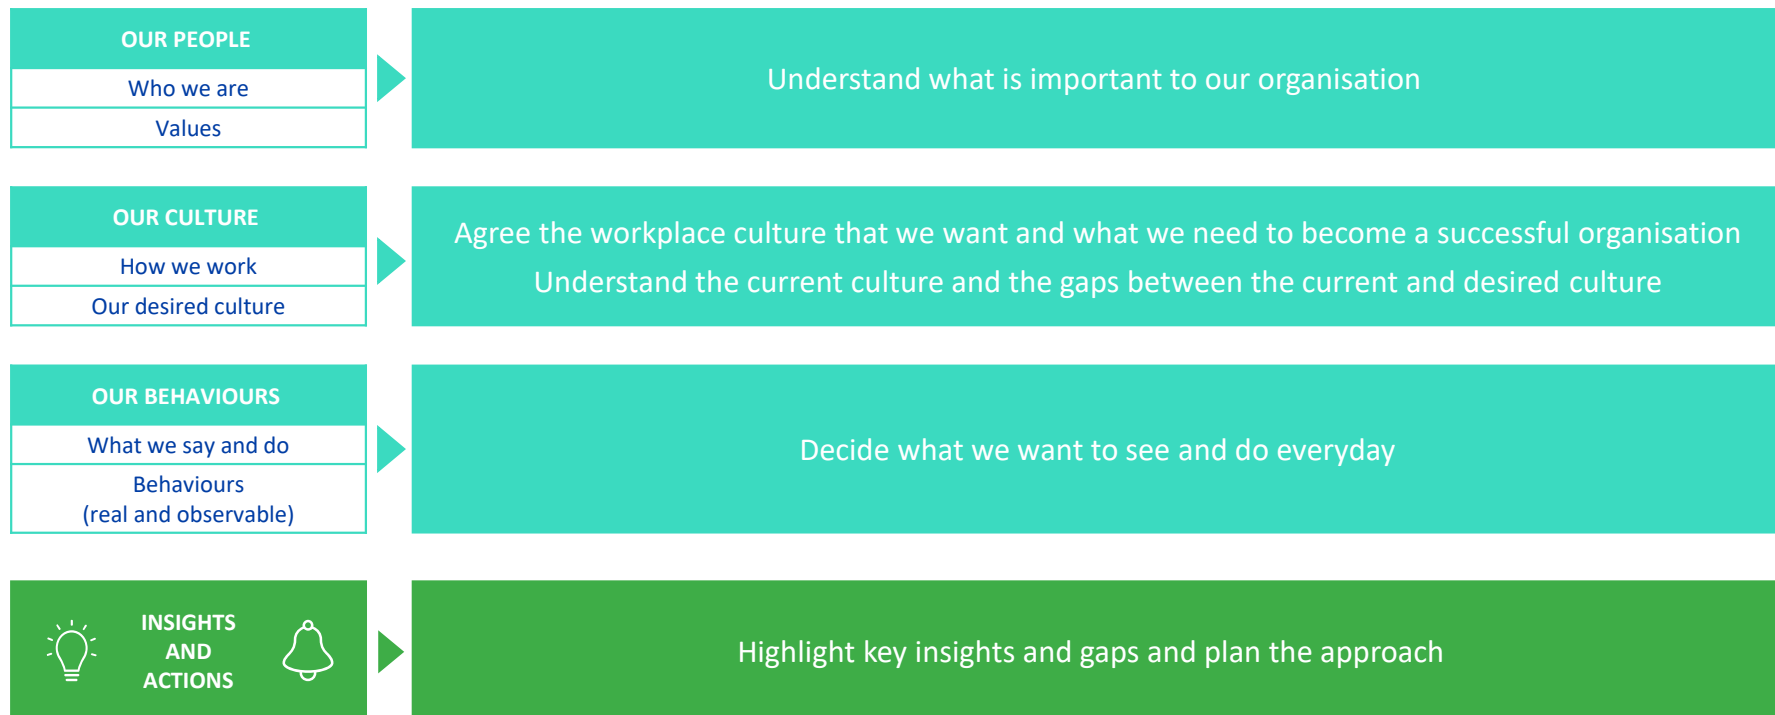 OUR PEOPLE
Who we are
Values
Understand what is important to our organisation
OUR CULTURE
How we work
Our desired culture
Agree the workplace culture that we want and what we need to become a successful organisation
Understand the current culture and the gaps between the current and desired culture
OUR BEHAVIOURS
What we say and do
Behaviours
(real and observable)
Decide what we want to see and do everyday
INSIGHTS
AND
ACTIONS
Highlight key insights and gaps and plan the approach